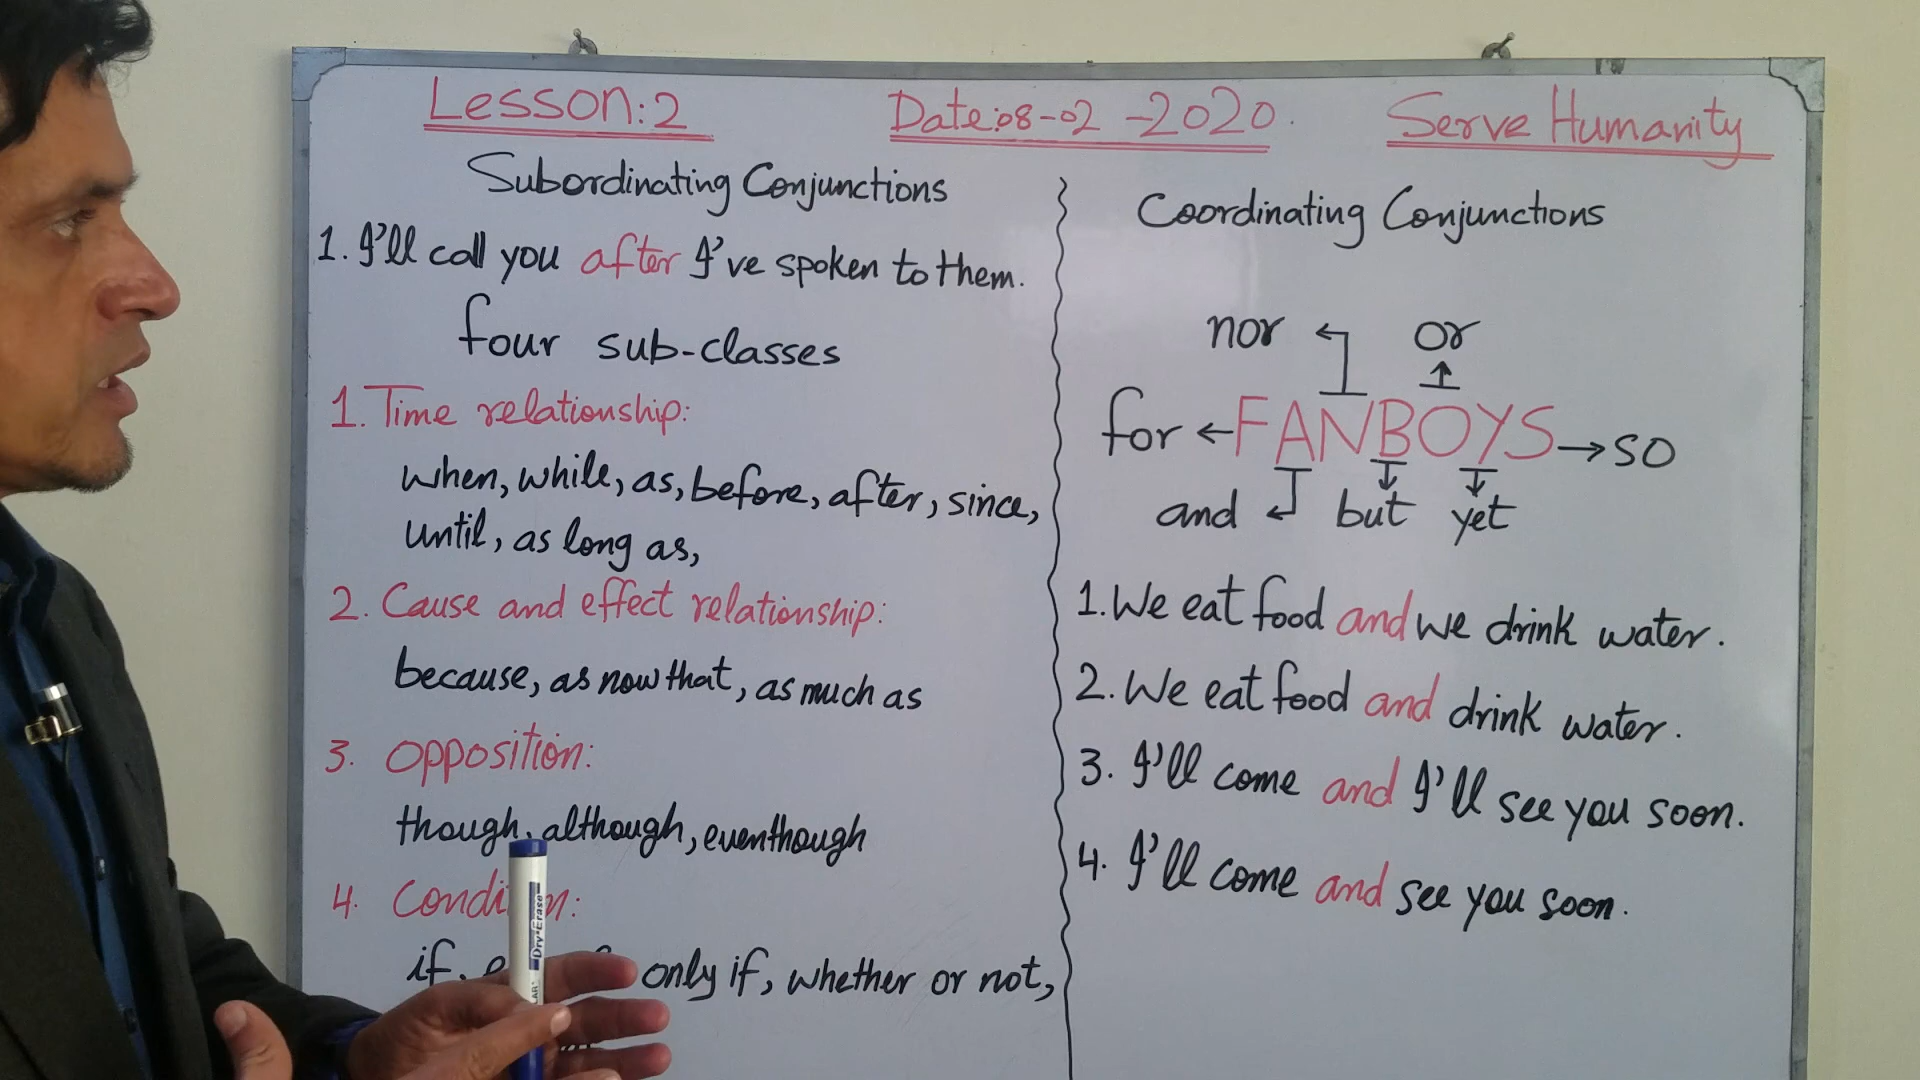 Lesson:2
Date:08-02-2020.
Serve Humanity
Subordinating Conjunctions
1. I'll call you after I've spoken to them.
four sub-classes
1. Time relationship:
when, while, as, before, after, since,
until, as long as,
2. Cause and effect relationship:
because, as now that, as much as
3. Opposition:
though, although, eventhough
4.
if, only if, whether or not,
Coordinating Conjunctions
nor or
for FANBOYS so
and but yet
1. We eat food and we drink water.
2. We eat food and drink water.
3. I'll come and I'll see you soon.
4. I'll come and see you soon.
Dry Erase